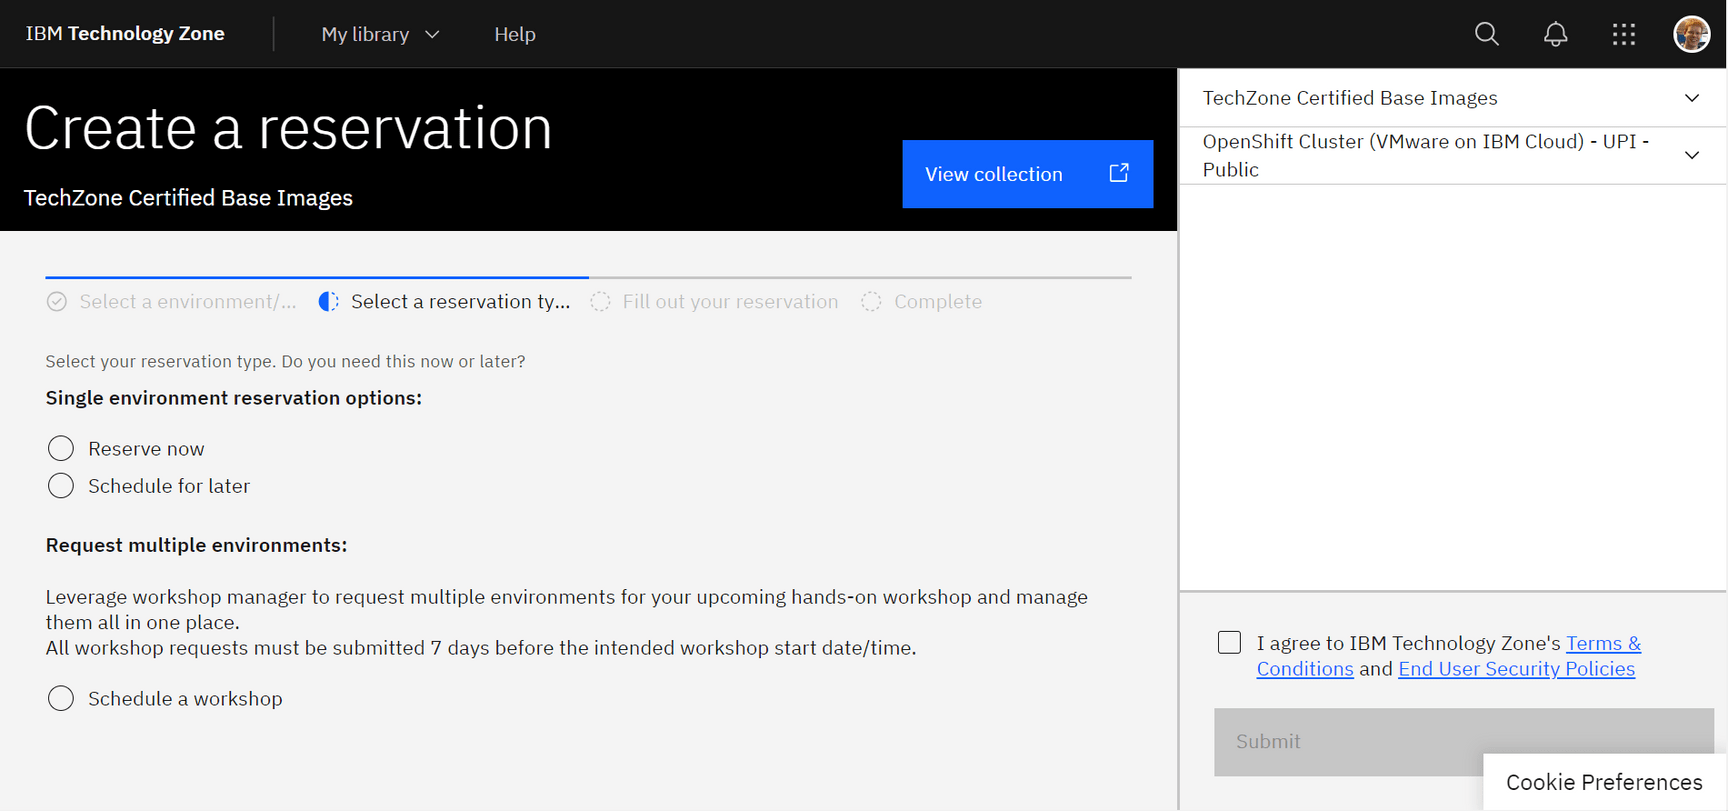 IBM Technology Zone
My library
Help
Create a reservation
TechZone Certified Base Images
View collection
Select a environment/...
Select a reservation ty...
Fill out your reservation
Complete
Select your reservation type. Do you need this now or later?
Single environment reservation options:
Reserve now
Schedule for later
Request multiple environments:
Leverage workshop manager to request multiple environments for your upcoming hands-on workshop and manage
them all in one place.
All workshop requests must be submitted 7 days before the intended workshop start date/time.
Schedule a workshop
TechZone Certified Base Images
OpenShift Cluster (VMware on IBM Cloud) - UPI -
Public
I agree to IBM Technology Zone's Terms &
Conditions and End User Security Policies
Submit
Cookie Preferences